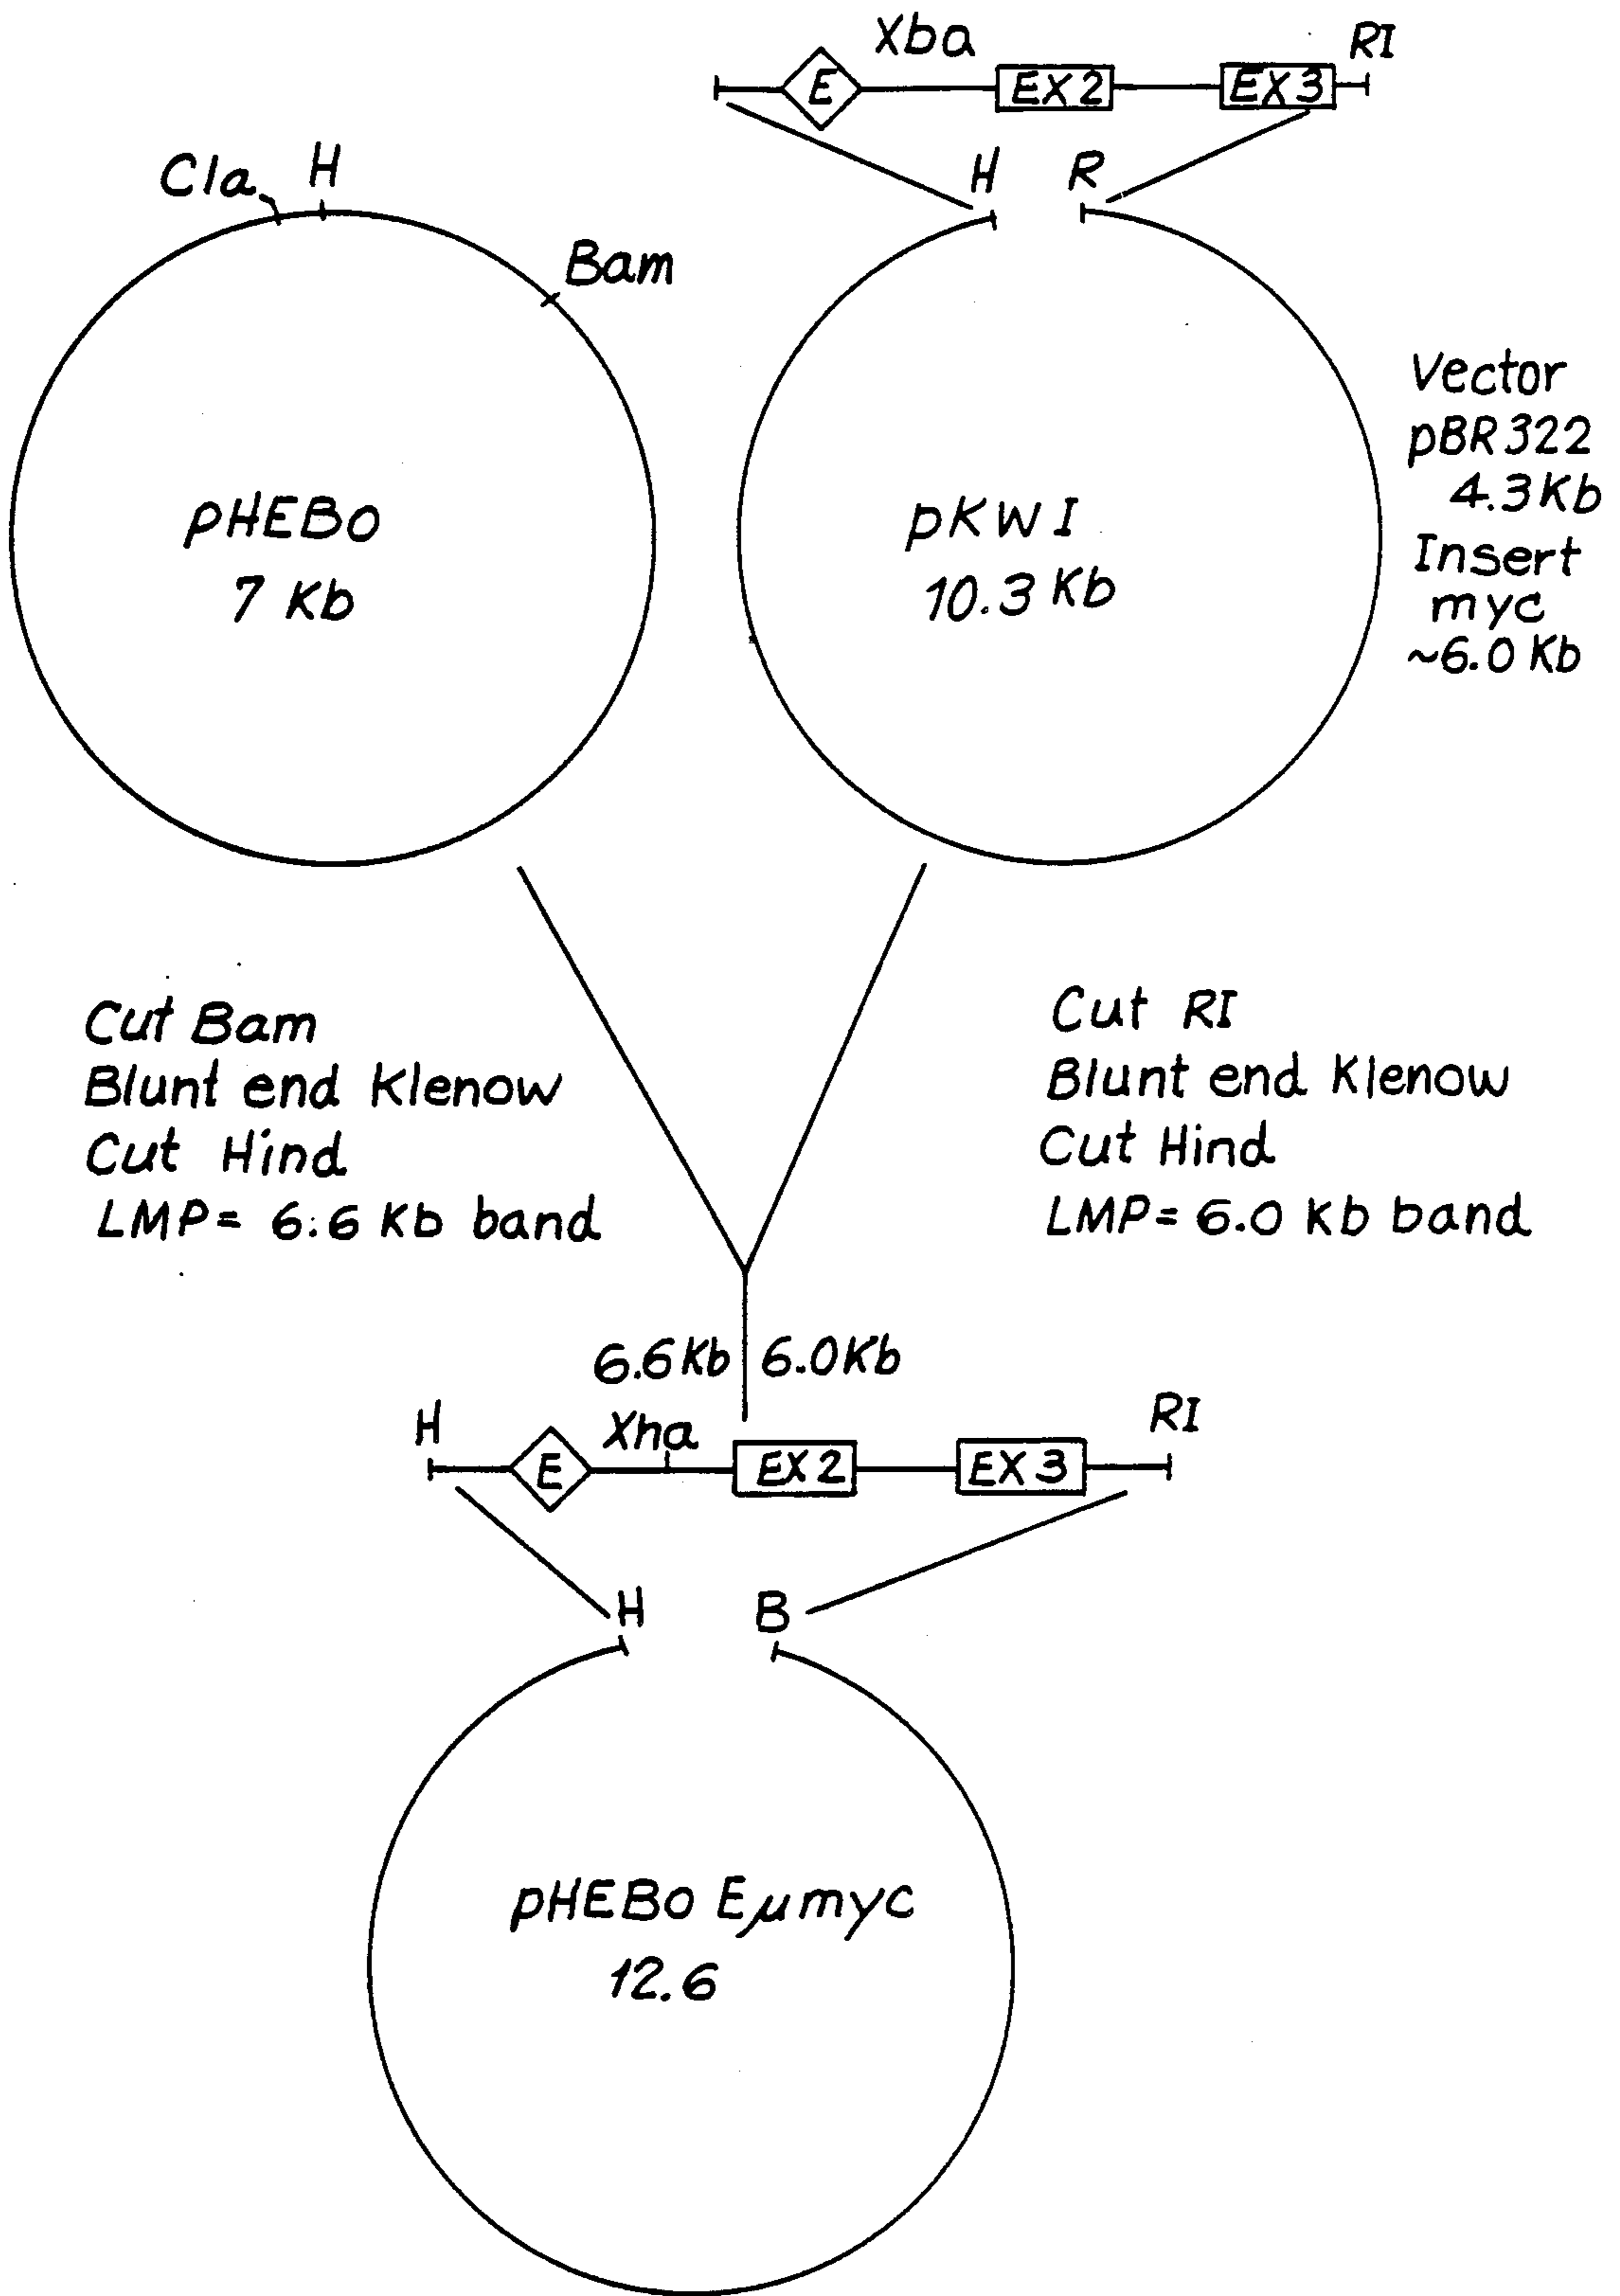 Xba
RI
E
EX2
EX3
Cla
H
H
R
Bam
Vector
pBR322
4.3Kb
Insert
myc
~6.0 Kb
pHEBo
7 Kb
pKWI
10.3 Kb
Cut Bam
Blunt end Klenow
Cut Hind
LMP= 6.6 Kb band
Cut RI
Blunt end Klenow
Cut Hind
LMP= 6.0 Kb band
6.6Kb
6.0Kb
H
Xna
RI
E
EX2
EX3
H
B
pHEBo Eμmyc
12.6